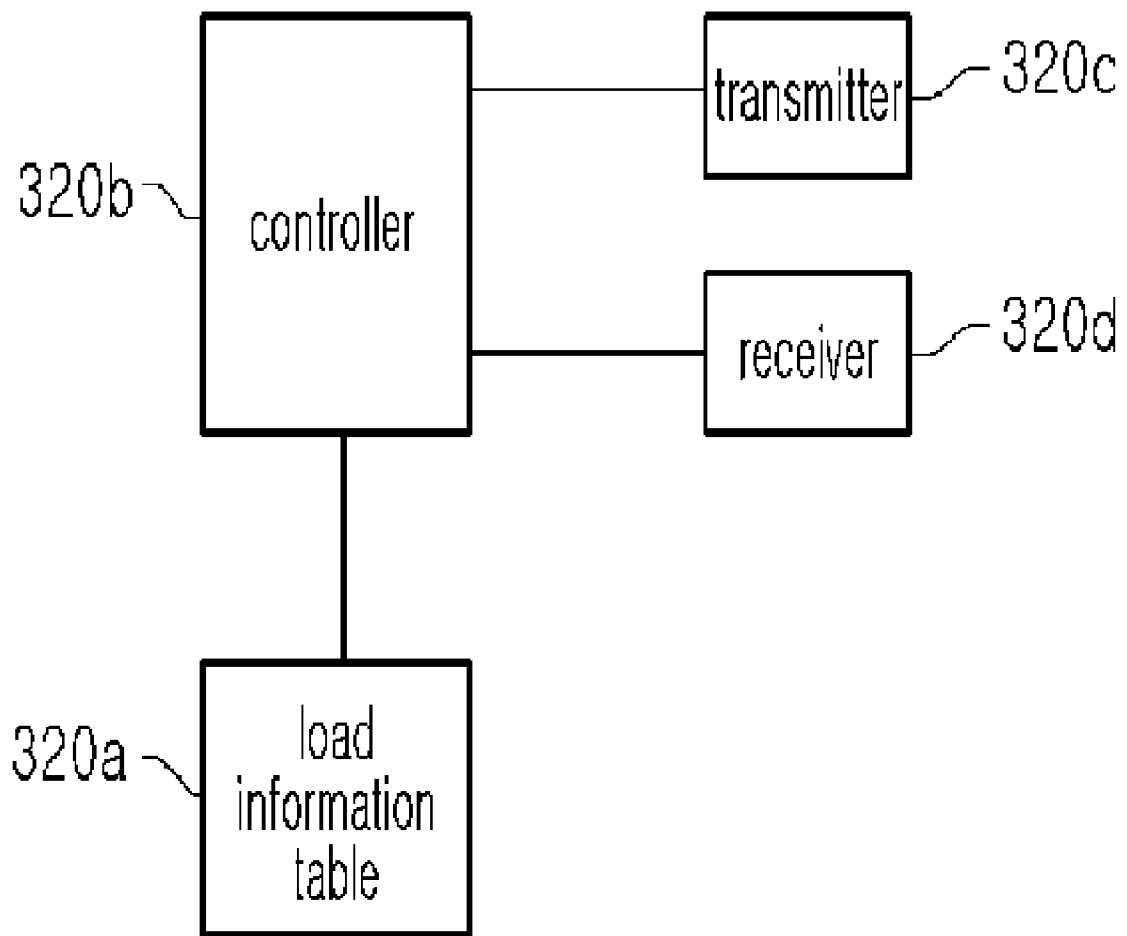 transmitter
320c
320b
controller
receiver
320d
320a
load
information
table